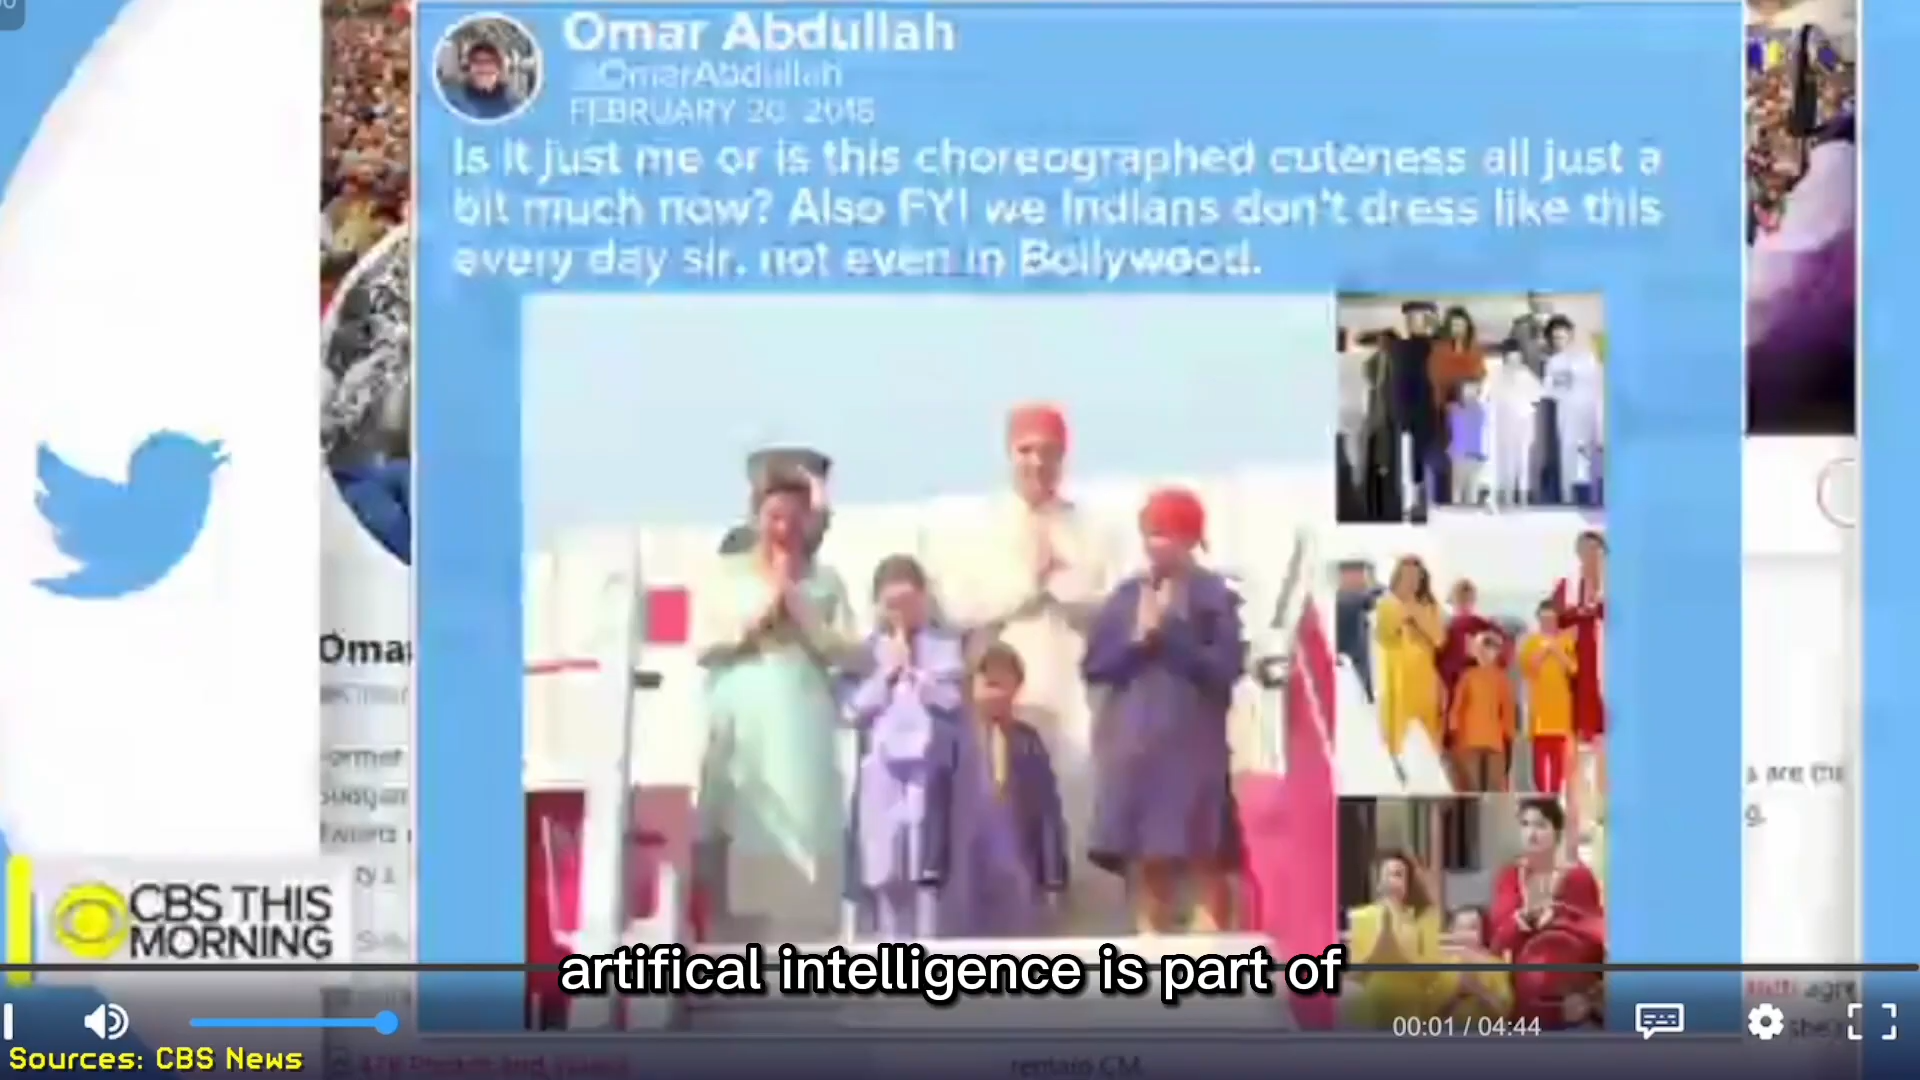 Omar Abdullah
@OmarAbdullah
FEBRUARY 20, 2018
Is it just me or is this choreographed cuteness all just a
bit much now? Also FYI we Indians don't dress like this
every day sir, not even in Bollywood.
Omar
CBS THIS
MORNING
artifical intelligence is part of
00:01 / 04:44
Sources: CBS News